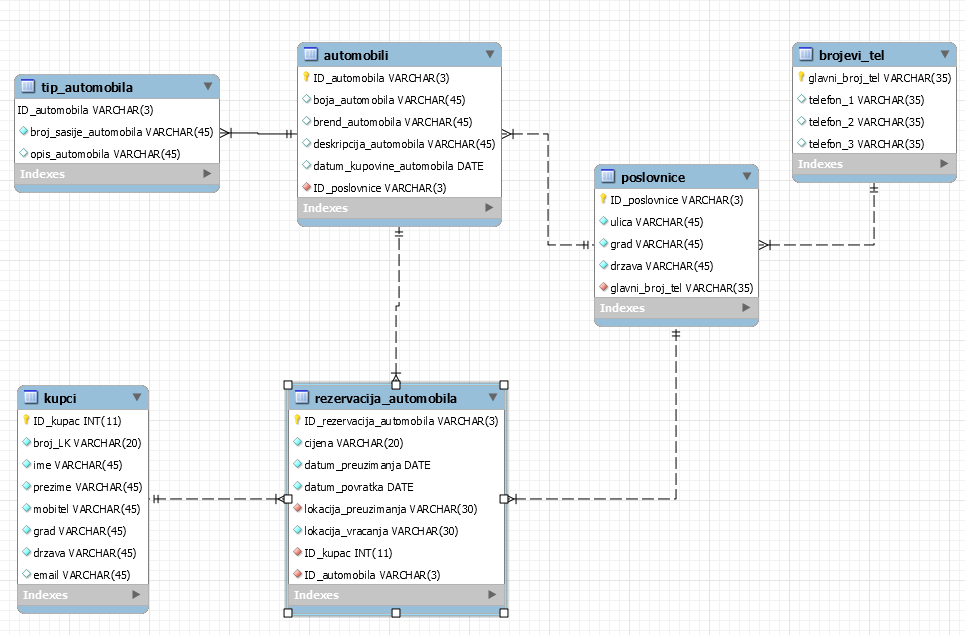 tip_automobila
ID_automobila VARCHAR(3)
broj_sasije_automobila VARCHAR(45)
opis_automobila VARCHAR(45)
Indexes
automobili
ID_automobila VARCHAR(3)
boja_automobila VARCHAR(45)
brend_automobila VARCHAR(45)
deskripcija_automobila VARCHAR(45)
datum_kupovine_automobila DATE
ID_poslovnice VARCHAR(3)
Indexes
brojevi_tel
glavni_broj_tel VARCHAR(35)
telefon_1 VARCHAR(35)
telefon_2 VARCHAR(35)
telefon_3 VARCHAR(35)
Indexes
poslovnice
ID_poslovnice VARCHAR(3)
ulica VARCHAR(45)
grad VARCHAR(45)
drzava VARCHAR(45)
glavni_broj_tel VARCHAR(35)
Indexes
kupci
ID_kupac INT(11)
broj_LK VARCHAR(20)
ime VARCHAR(45)
prezime VARCHAR(45)
mobitel VARCHAR(45)
grad VARCHAR(45)
drzava VARCHAR(45)
email VARCHAR(45)
Indexes
rezervacija_automobila
ID_rezervacija_automobila VARCHAR(3)
cijena VARCHAR(20)
datum_preuzimanja DATE
datum_povratka DATE
lokacija_preuzimanja VARCHAR(30)
lokacija_vracanja VARCHAR(30)
ID_kupac INT(11)
ID_automobila VARCHAR(3)
Indexes